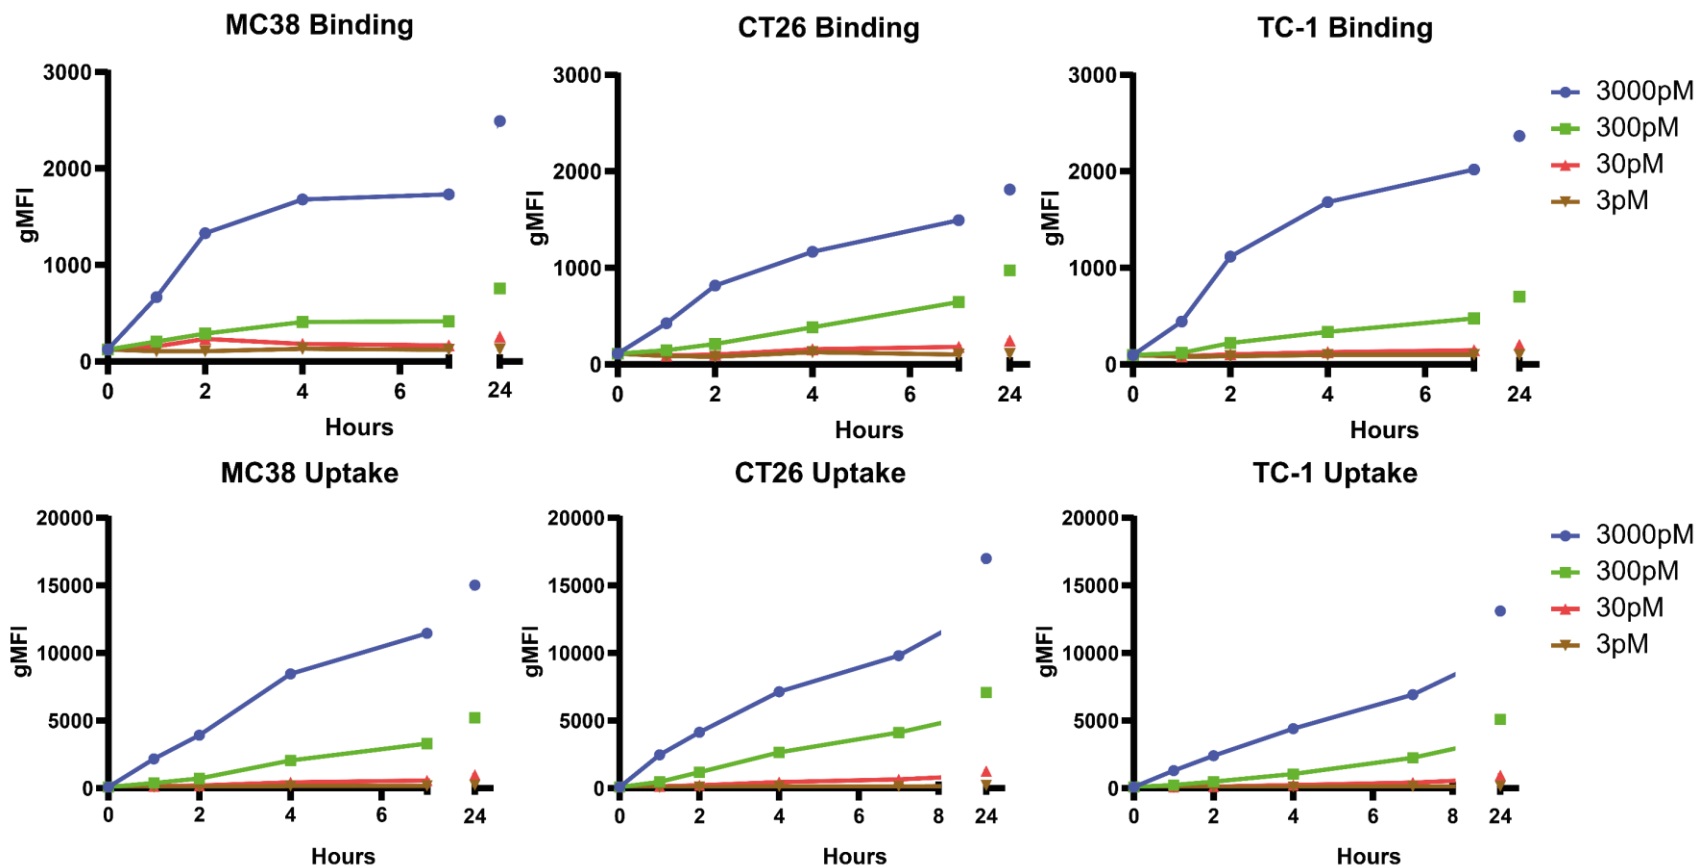 MC38 Binding
CT26 Binding
TC-1 Binding
3000
2000
1000
0
gMFI
0 2 4 6 24
Hours
3000
2000
1000
0
gMFI
0 2 4 6 24
Hours
3000
2000
1000
0
gMFI
0 2 4 6 24
Hours
3000pM
300pM
30pM
3pM
MC38 Uptake
CT26 Uptake
TC-1 Uptake
20000
15000
10000
5000
0
gMFI
0 2 4 6 24
Hours
20000
15000
10000
5000
0
gMFI
0 2 4 6 8 24
Hours
20000
15000
10000
5000
0
gMFI
0 2 4 6 8 24
Hours
3000pM
300pM
30pM
3pM